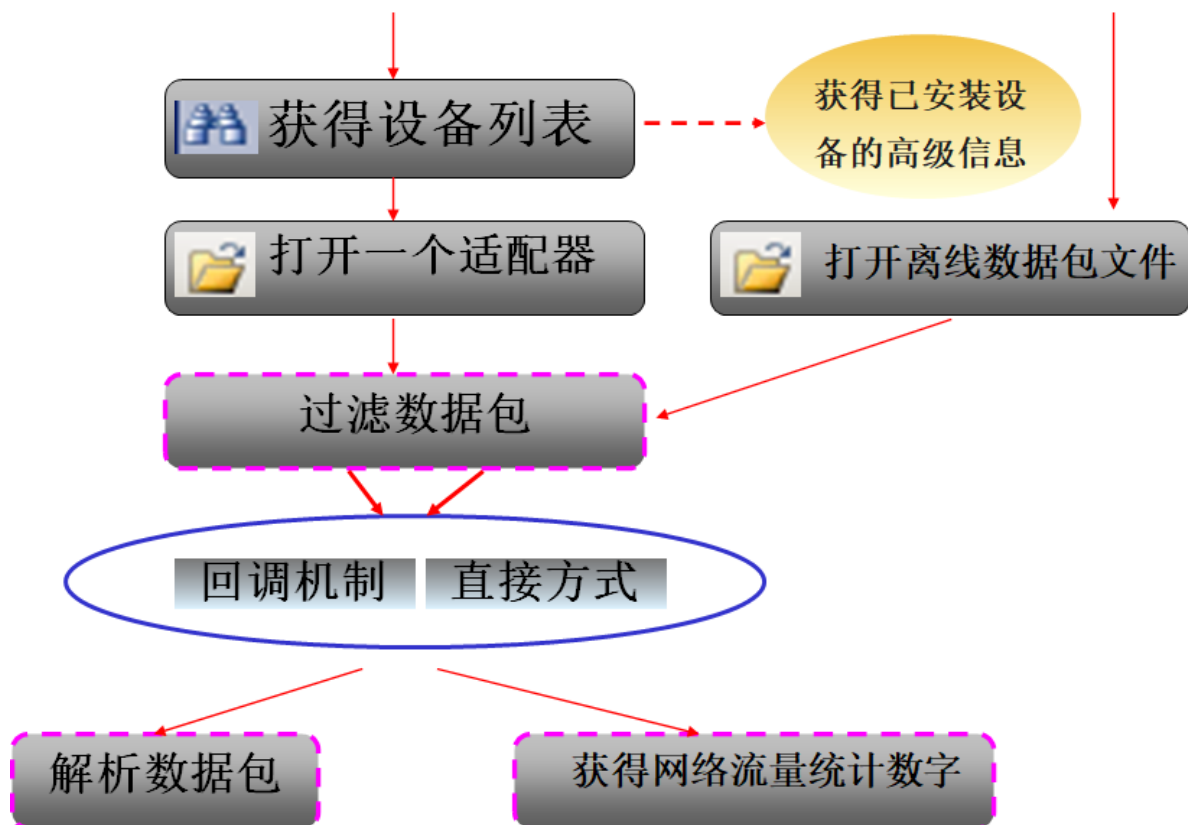 获得设备列表
获得已安装设
备的高级信息
打开一个适配器
打开离线数据包文件
过滤数据包
回调机制
直接方式
解析数据包
获得网络流量统计数字